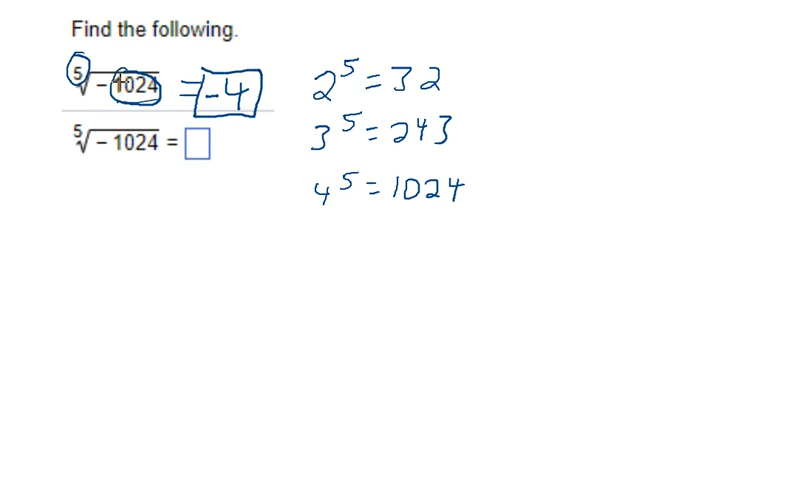 Find the following.
⁵√-1024 = -4
⁵√-1024 =
2⁵ = 32
3⁵ = 243
4⁵ = 1024